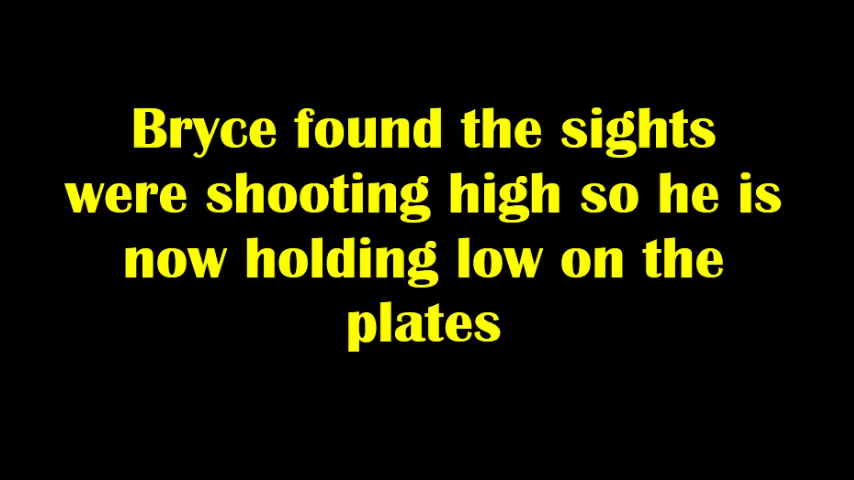 Bryce found the sights
were shooting high so he is
now holding low on the
plates